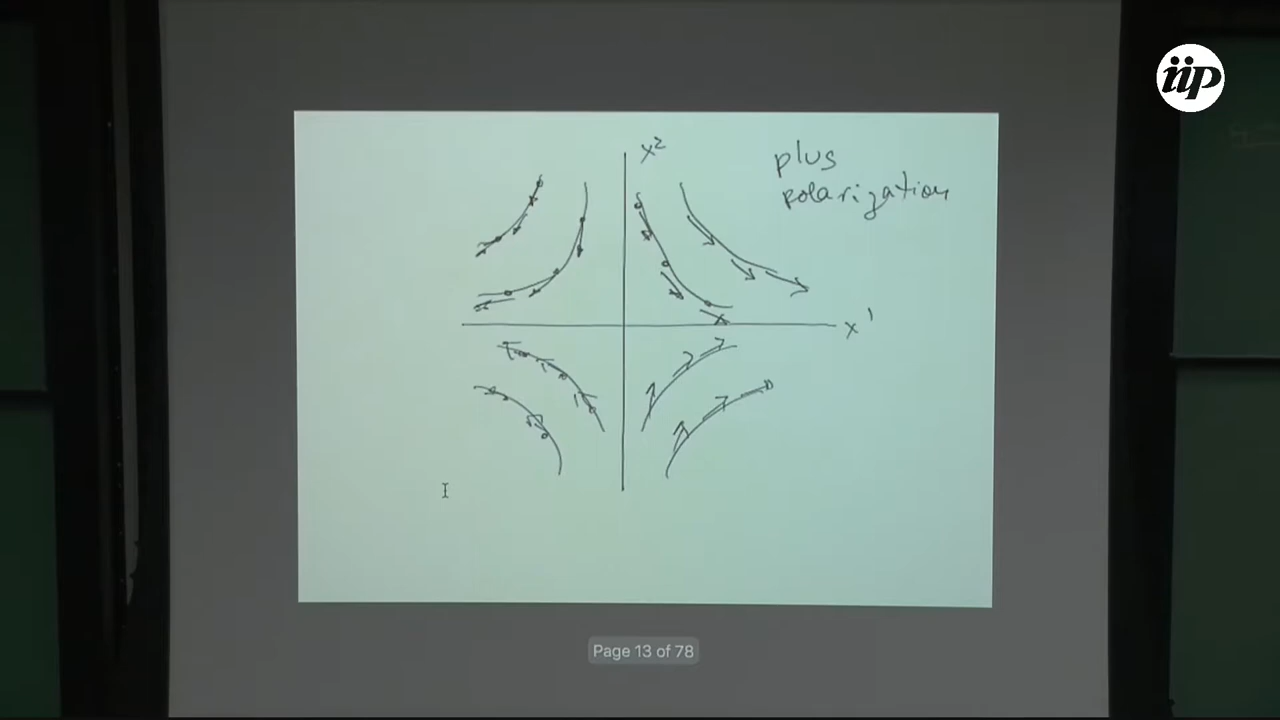 iip
x²
plus
polarization
x¹
Page 13 of 78